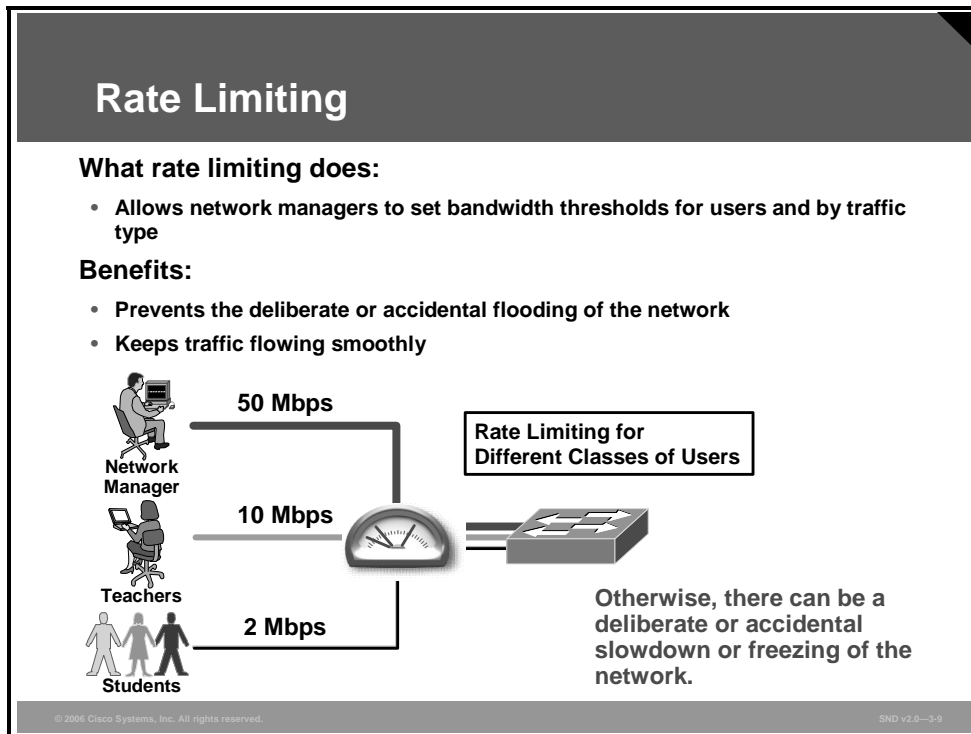 Rate Limiting
What rate limiting does:
• Allows network managers to set bandwidth thresholds for users and by traffic
type
Benefits:
• Prevents the deliberate or accidental flooding of the network
• Keeps traffic flowing smoothly
50 Mbps
Rate Limiting for
Different Classes of Users
Network
Manager
10 Mbps
Teachers
2 Mbps
Students
Otherwise, there can be a
deliberate or accidental
slowdown or freezing of the
network.
© 2006 Cisco Systems, Inc. All rights reserved.
SND v2.0—3-9